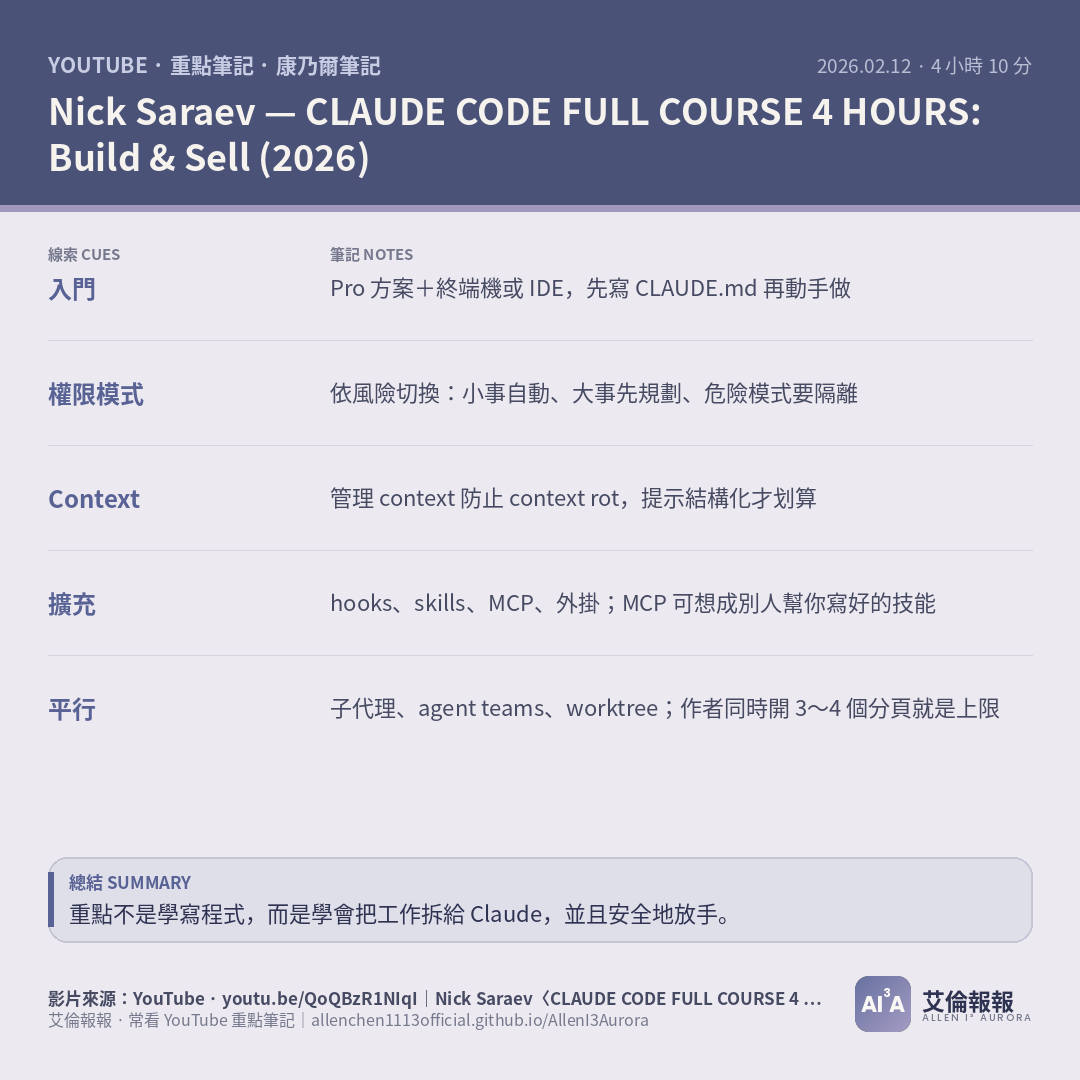 YOUTUBE · 重點筆記 · 康乃爾筆記
2026.02.12 · 4 小時 10 分
Nick Saraev — CLAUDE CODE FULL COURSE 4 HOURS:
Build & Sell (2026)
線索 CUES
筆記 NOTES
入門
Pro 方案＋終端機或 IDE，先寫 CLAUDE.md 再動手做
權限模式
依風險切換：小事自動、大事先規劃、危險模式要隔離
Context
管理 context 防止 context rot，提示結構化才划算
擴充
hooks、skills、MCP、外掛；MCP 可想成別人幫你寫好的技能
平行
子代理、agent teams、worktree；作者同時開 3～4 個分頁就是上限
總結 SUMMARY
重點不是學寫程式，而是學會把工作拆給 Claude，並且安全地放手。
影片來源：YouTube · youtu.be/QoQBzR1NIqI｜Nick Saraev〈CLAUDE CODE FULL COURSE 4 ...
艾倫報報 · 常看 YouTube 重點筆記｜allenchen1113official.github.io/AllenI3Aurora
AI³A
艾倫報報
ALLEN I³ AURORA